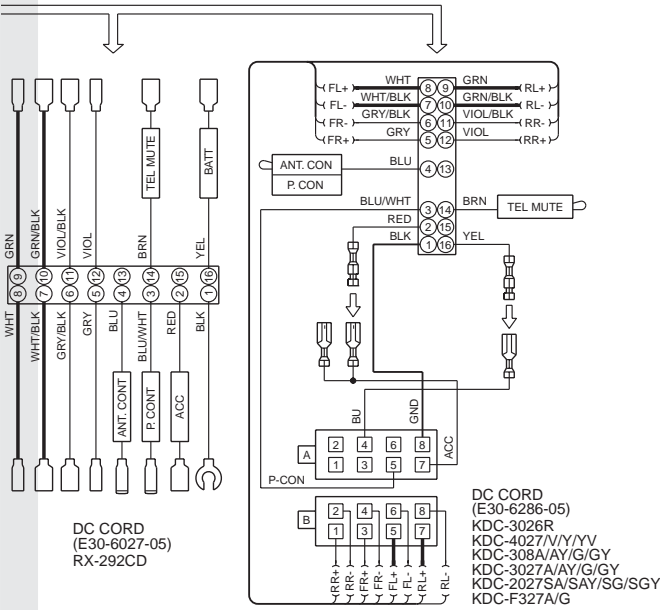 TEL MUTE
BATT
GRN
GRN/BLK
VIOL/BLK
VIOL
BRN
YEL
9
10
11
12
13
14
15
16
8
7
6
5
4
3
2
1
WHT
WHT/BLK
GRY/BLK
GRY
BLU
BLU/WHT
RED
BLK
ANT. CONT
P. CONT
ACC
DC CORD
(E30-6027-05)
RX-292CD
FL+ WHT 8 9 GRN RL+
FL- WHT/BLK 7 10 GRN/BLK RL-
FR- GRY/BLK 6 11 VIOL/BLK RR-
FR+ GRY 5 12 VIOL RR+
ANT. CON BLU 4 13
P. CON
BLU/WHT 3 14 BRN TEL MUTE
RED 2 15
BLK 1 16 YEL
BU
GND
ACC
A
2 4 6 8
1 3 5 7
P-CON
B
2 4 6 8
1 3 5 7
RR+
RR-
FR+
FR-
FL+
FL-
RL+
RL-
DC CORD
(E30-6286-05)
KDC-3026R
KDC-4027/V/Y/YV
KDC-308A/AY/G/GY
KDC-3027A/AY/G/GY
KDC-2027SA/SAY/SG/SGY
KDC-F327A/G